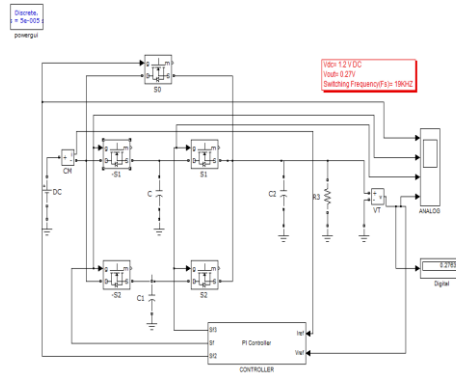 Discrete,
= 5e-005
powergui
Vdc= 1.2 V DC
Vout= 0.27V
Switching Frequency(Fs)= 19KHZ
g m
D S
S0
+ -
CM
g m
D S
-S1
g m
D S
S1
DC
C
C2
R3
VT
ANALOG
g m
D S
-S2
C1
g m
D S
S2
0.2763
Digital
Sf3
Sf
Sf2
PI Controller
Iref
Vref
CONTROLLER